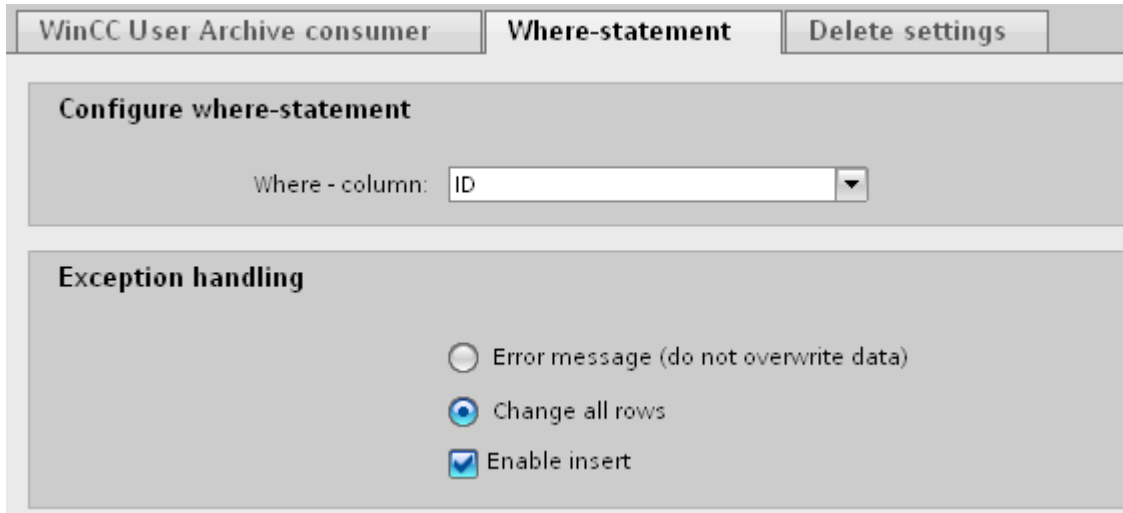 WinCC User Archive consumer Where-statement Delete settings
Configure where-statement
Where - column: ID
Exception handling
Error message (do not overwrite data)
Change all rows
Enable insert